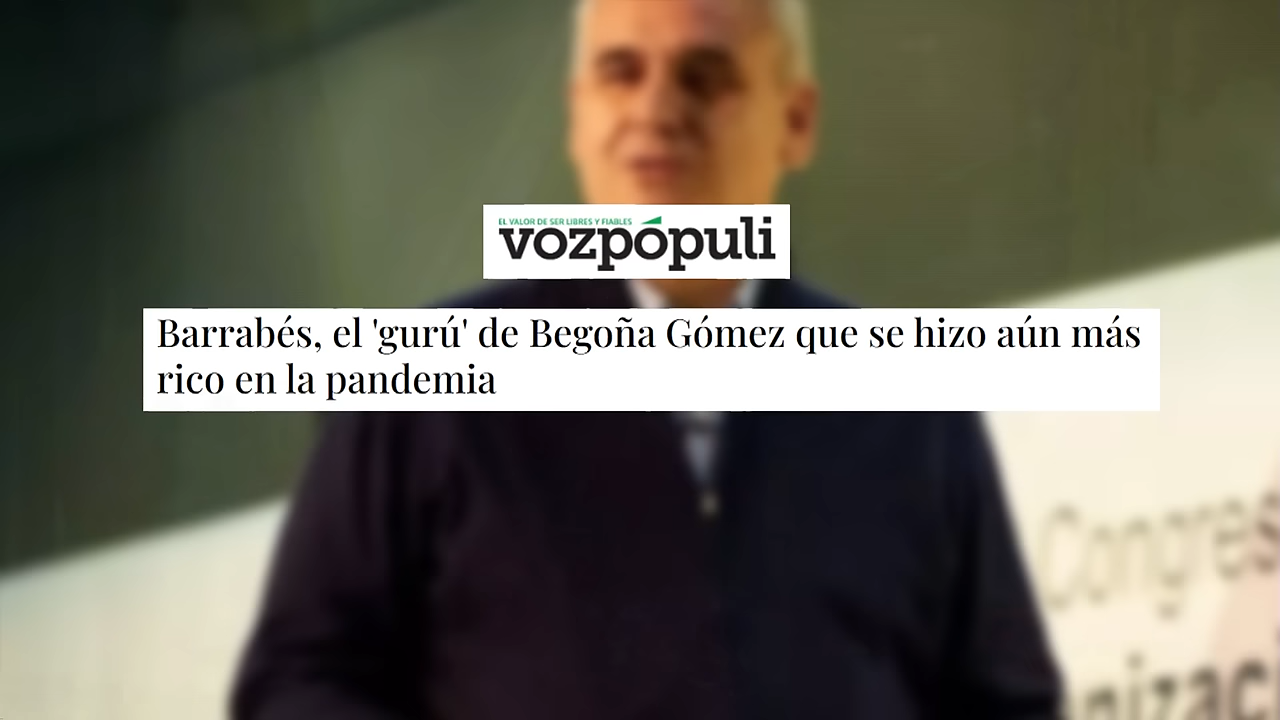 EL VALOR DE SER LIBRES Y FIABLES
vozpópuli
Barrabés, el 'gurú' de Begoña Gómez que se hizo aún más
rico en la pandemia
Congres